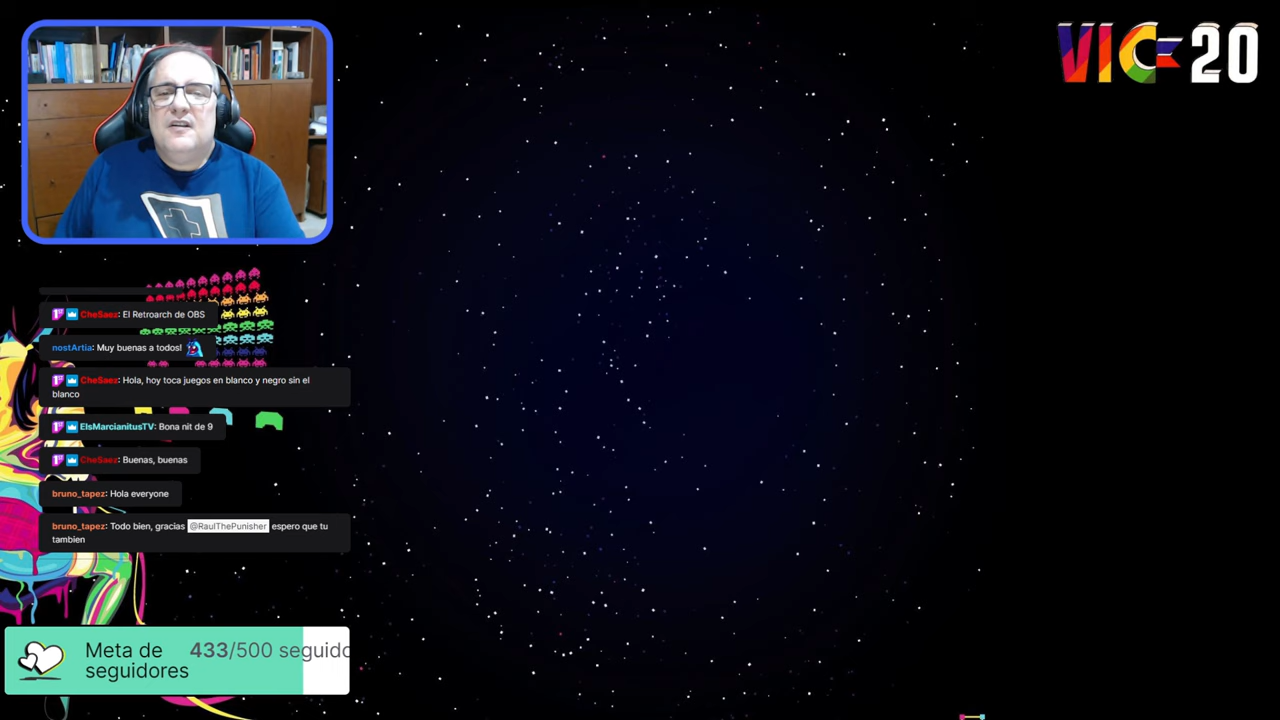 VIC-20
CheSaez: El Retroarch de OBS
nostArtia: Muy buenas a todos!
CheSaez: Hola, hoy toca juegos en blanco y negro sin el
blanco
ElsMarcianitusTV: Bona nit de 9
CheSaez: Buenas, buenas
bruno_tapez: Hola everyone
bruno_tapez: Todo bien, gracias @RaulThePunisher espero que tu
tambien
Meta de 433/500 seguido
seguidores